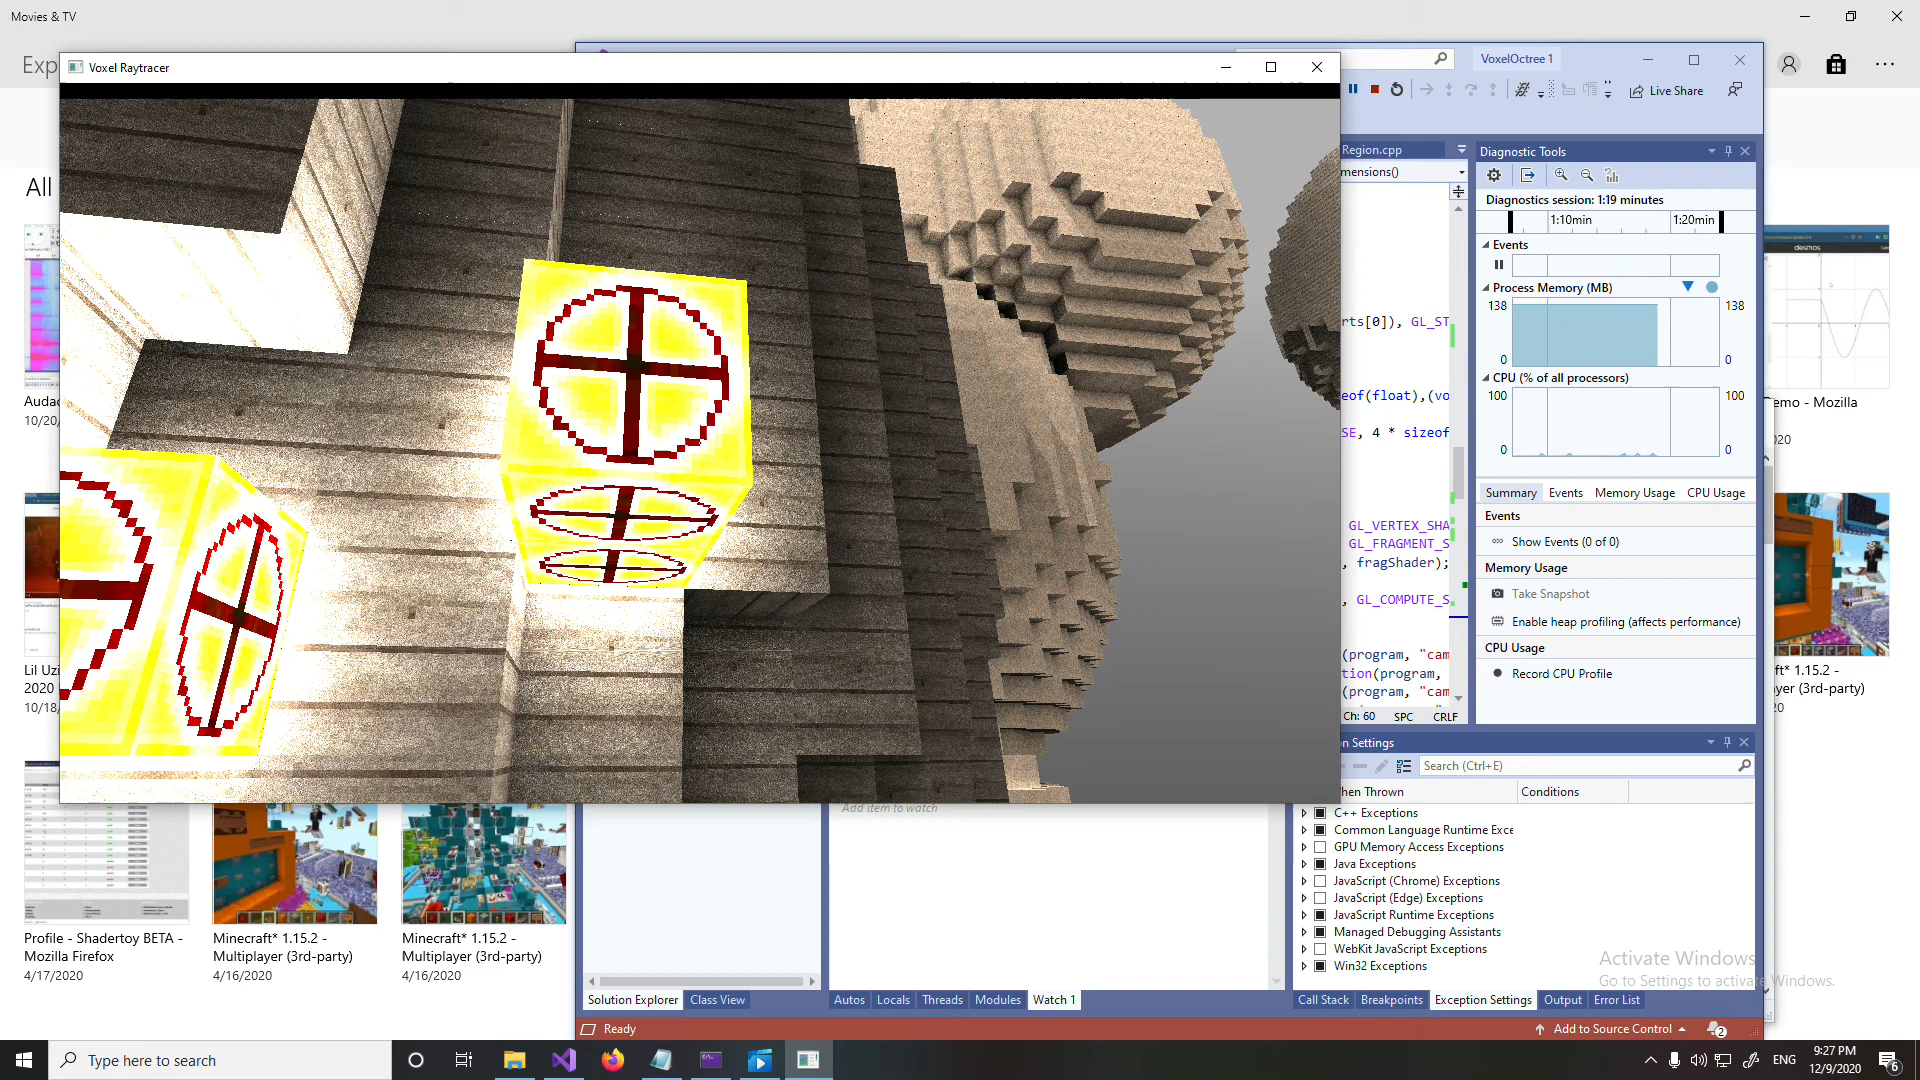 Movies & TV
Exp
Voxel Raytracer
VoxelOctree 1
Live Share
All
Region.cpp
Diagnostic Tools
mensions()
Diagnostics session: 1:19 minutes
1:10min
1:20min
Events
Process Memory (MB)
138
138
0
0
CPU (% of all processors)
100
100
0
0
rts[0]), GL_ST
eof(float),(vo
SE, 4 * sizeof
GL_VERTEX_SHA
GL_FRAGMENT_S
, fragShader);
, GL_COMPUTE_S
(program, "cam
tion(program,
(program, "cam
Ch: 60
SPC
CRLF
Summary
Events
Memory Usage
CPU Usage
Events
Show Events (0 of 0)
Memory Usage
Take Snapshot
Enable heap profiling (affects performance)
CPU Usage
Record CPU Profile
desmos
Audac
10/20/
emo - Mozilla
020
Lil Uzi
2020
10/18/
ft* 1.15.2 -
yer (3rd-party)
20
on Settings
Search (Ctrl+E)
hen Thrown
Conditions
Add item to watch
C++ Exceptions
Common Language Runtime Exce
GPU Memory Access Exceptions
Java Exceptions
JavaScript (Chrome) Exceptions
JavaScript (Edge) Exceptions
JavaScript Runtime Exceptions
Managed Debugging Assistants
WebKit JavaScript Exceptions
Win32 Exceptions
Profile - Shadertoy BETA -
Mozilla Firefox
4/17/2020
Minecraft* 1.15.2 -
Multiplayer (3rd-party)
4/16/2020
Minecraft* 1.15.2 -
Multiplayer (3rd-party)
4/16/2020
Activate Windows
Go to Settings to activate Windows.
Solution Explorer
Class View
Autos
Locals
Threads
Modules
Watch 1
Call Stack
Breakpoints
Exception Settings
Output
Error List
Ready
Add to Source Control
2
Type here to search
ENG
9:27 PM
12/9/2020
6